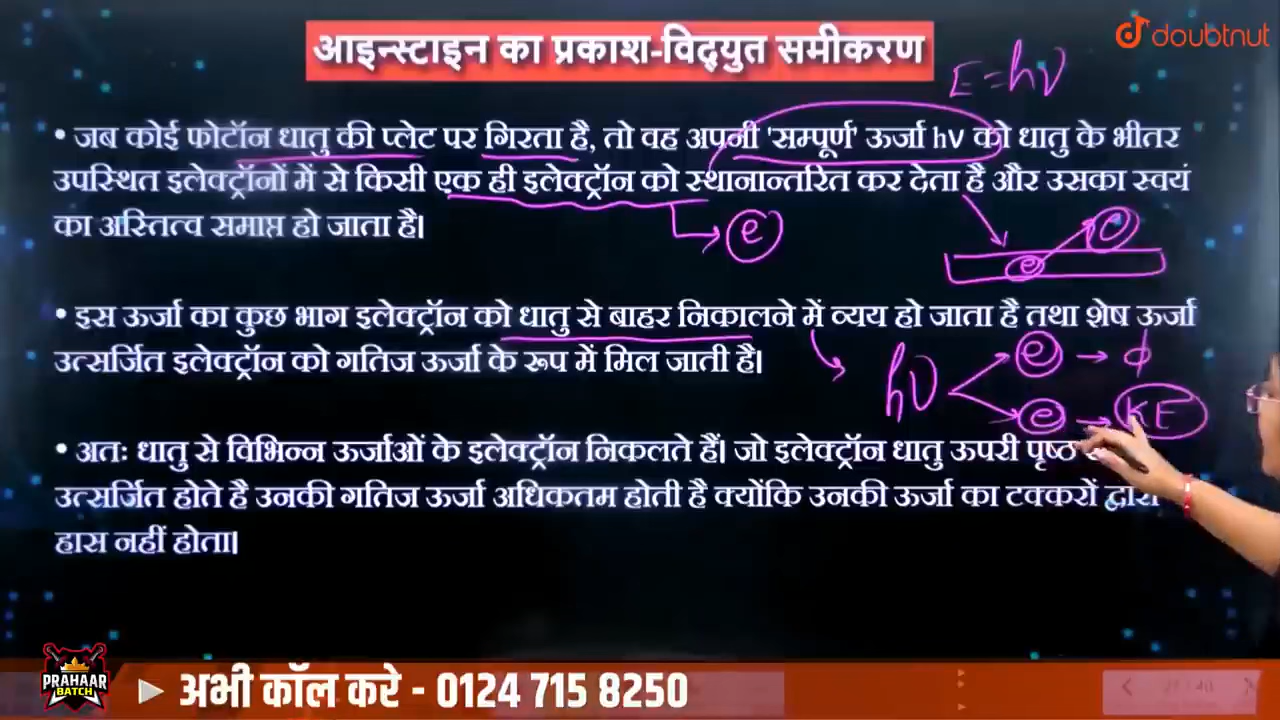 आइन्स्टाइन का प्रकाश-विद्युत समीकरण
doubtnut
E=hν
• जब कोई फोटॉन धातु की प्लेट पर गिरता है, तो वह अपनी 'सम्पूर्ण' ऊर्जा hν को धातु के भीतर
उपस्थित इलेक्ट्रॉनों में से किसी एक ही इलेक्ट्रॉन को स्थानान्तरित कर देता है और उसका स्वयं
का अस्तित्व समाप्त हो जाता है।
e
e
e
• इस ऊर्जा का कुछ भाग इलेक्ट्रॉन को धातु से बाहर निकालने में व्यय हो जाता है तथा शेष ऊर्जा
उत्सर्जित इलेक्ट्रॉन को गतिज ऊर्जा के रूप में मिल जाती है।
hν
e → ϕ
e → KE
• अतः धातु से विभिन्न ऊर्जाओं के इलेक्ट्रॉन निकलते हैं। जो इलेक्ट्रॉन धातु ऊपरी पृष्ठ
उत्सर्जित होते है उनकी गतिज ऊर्जा अधिकतम होती है क्योंकि उनकी ऊर्जा का टक्करों द्वारा
हास नहीं होता।
PRAHAAR
BATCH
अभी कॉल करे - 0124 715 8250